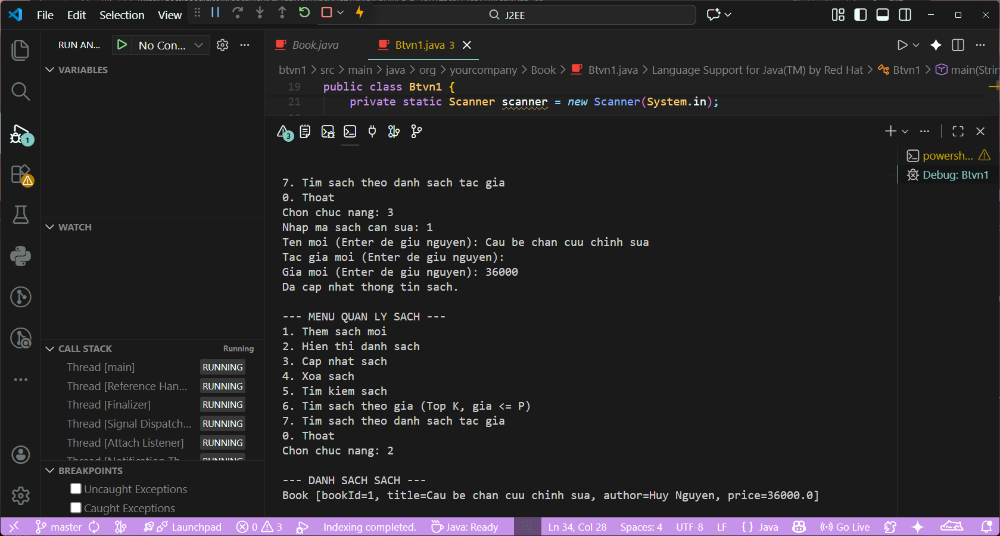 File Edit Selection View
J2EE
RUN AN... No Con...
VARIABLES
WATCH
CALL STACK Running
Thread [main] RUNNING
Thread [Reference Han... RUNNING
Thread [Finalizer] RUNNING
Thread [Signal Dispatch... RUNNING
Thread [Attach Listener] RUNNING
Thread [Notification Th... RUNNING
BREAKPOINTS
Uncaught Exceptions
Caught Exceptions
1
Book.java Btvn1.java 3
btvn1 > src > main > java > org > yourcompany > Book > Btvn1.java > Language Support for Java(TM) by Red Hat > Btvn1 > main(Strin
19 public class Btvn1 {
21 private static Scanner scanner = new Scanner(System.in);
3
powersh...
Debug: Btvn1
7. Tim sach theo danh sach tac gia
0. Thoat
Chon chuc nang: 3
Nhap ma sach can sua: 1
Ten moi (Enter de giu nguyen): Cau be chan cuu chinh sua
Tac gia moi (Enter de giu nguyen):
Gia moi (Enter de giu nguyen): 36000
Da cap nhat thong tin sach.
--- MENU QUAN LY SACH ---
1. Them sach moi
2. Hien thi danh sach
3. Cap nhat sach
4. Xoa sach
5. Tim kiem sach
6. Tim sach theo gia (Top K, gia <= P)
7. Tim sach theo danh sach tac gia
0. Thoat
Chon chuc nang: 2
--- DANH SACH SACH ---
Book [bookId=1, title=Cau be chan cuu chinh sua, author=Huy Nguyen, price=36000.0]
master Launchpad 0 3 Indexing completed. Java: Ready Ln 34, Col 28 Spaces: 4 UTF-8 LF {} Java Go Live